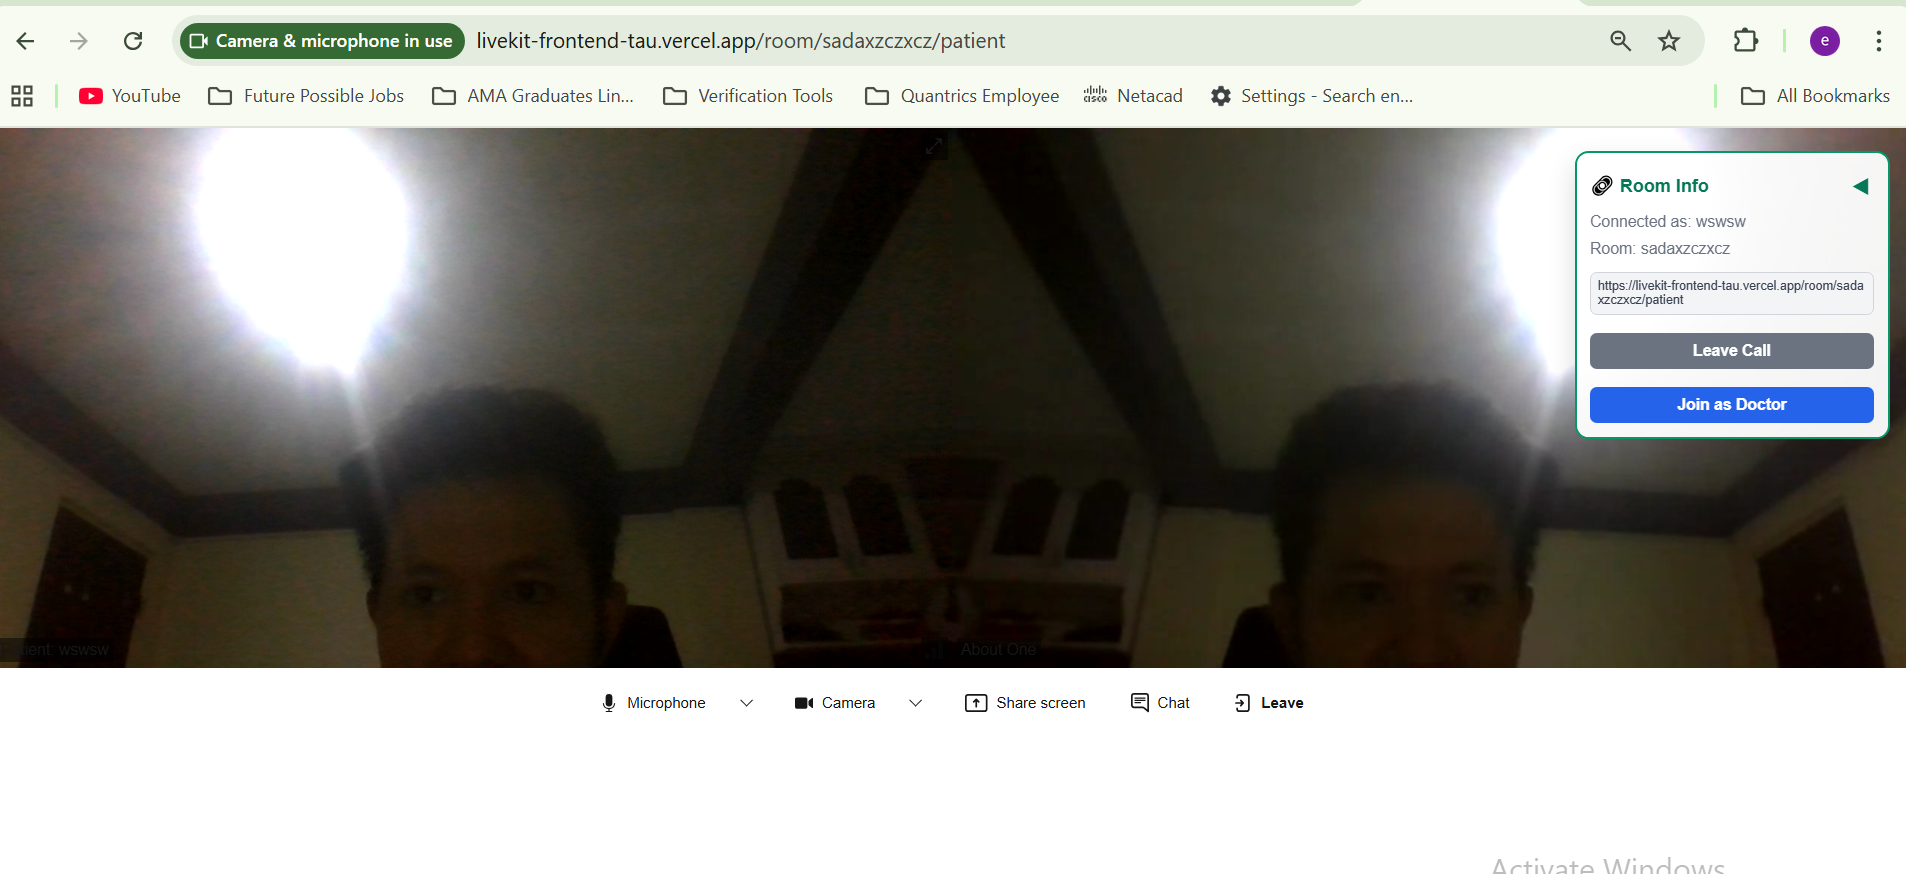 Camera & microphone in use
livekit-frontend-tau.vercel.app/room/sadaxzczxcz/patient
e
YouTube
Future Possible Jobs
AMA Graduates Lin...
Verification Tools
Quantrics Employee
cisco
Netacad
Settings - Search en...
All Bookmarks
Room Info
Connected as: wswsw
Room: sadaxzczxcz
https://livekit-frontend-tau.vercel.app/room/sada
xzczxcz/patient
Leave Call
Join as Doctor
wswsw
About One
Microphone
Camera
Share screen
Chat
Leave
Activate Windows